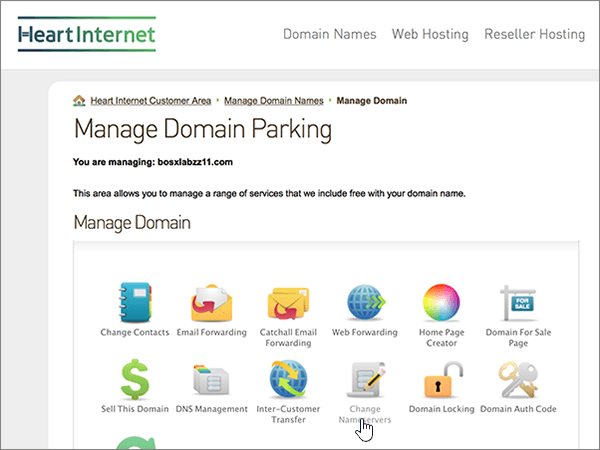 Heart Internet
Domain Names Web Hosting Reseller Hosting
Heart Internet Customer Area Manage Domain Names Manage Domain
Manage Domain Parking
You are managing: bosxlabzz11.com
This area allows you to manage a range of services that we include free with your domain name.
Manage Domain
FOR
SALE
Change Contacts Email Forwarding Catchall Email Web Forwarding Home Page Domain For Sale
Forwarding Creator Page
$
Sell This Domain DNS Management Inter-Customer Change Domain Locking Domain Auth Code
Transfer Nameservers